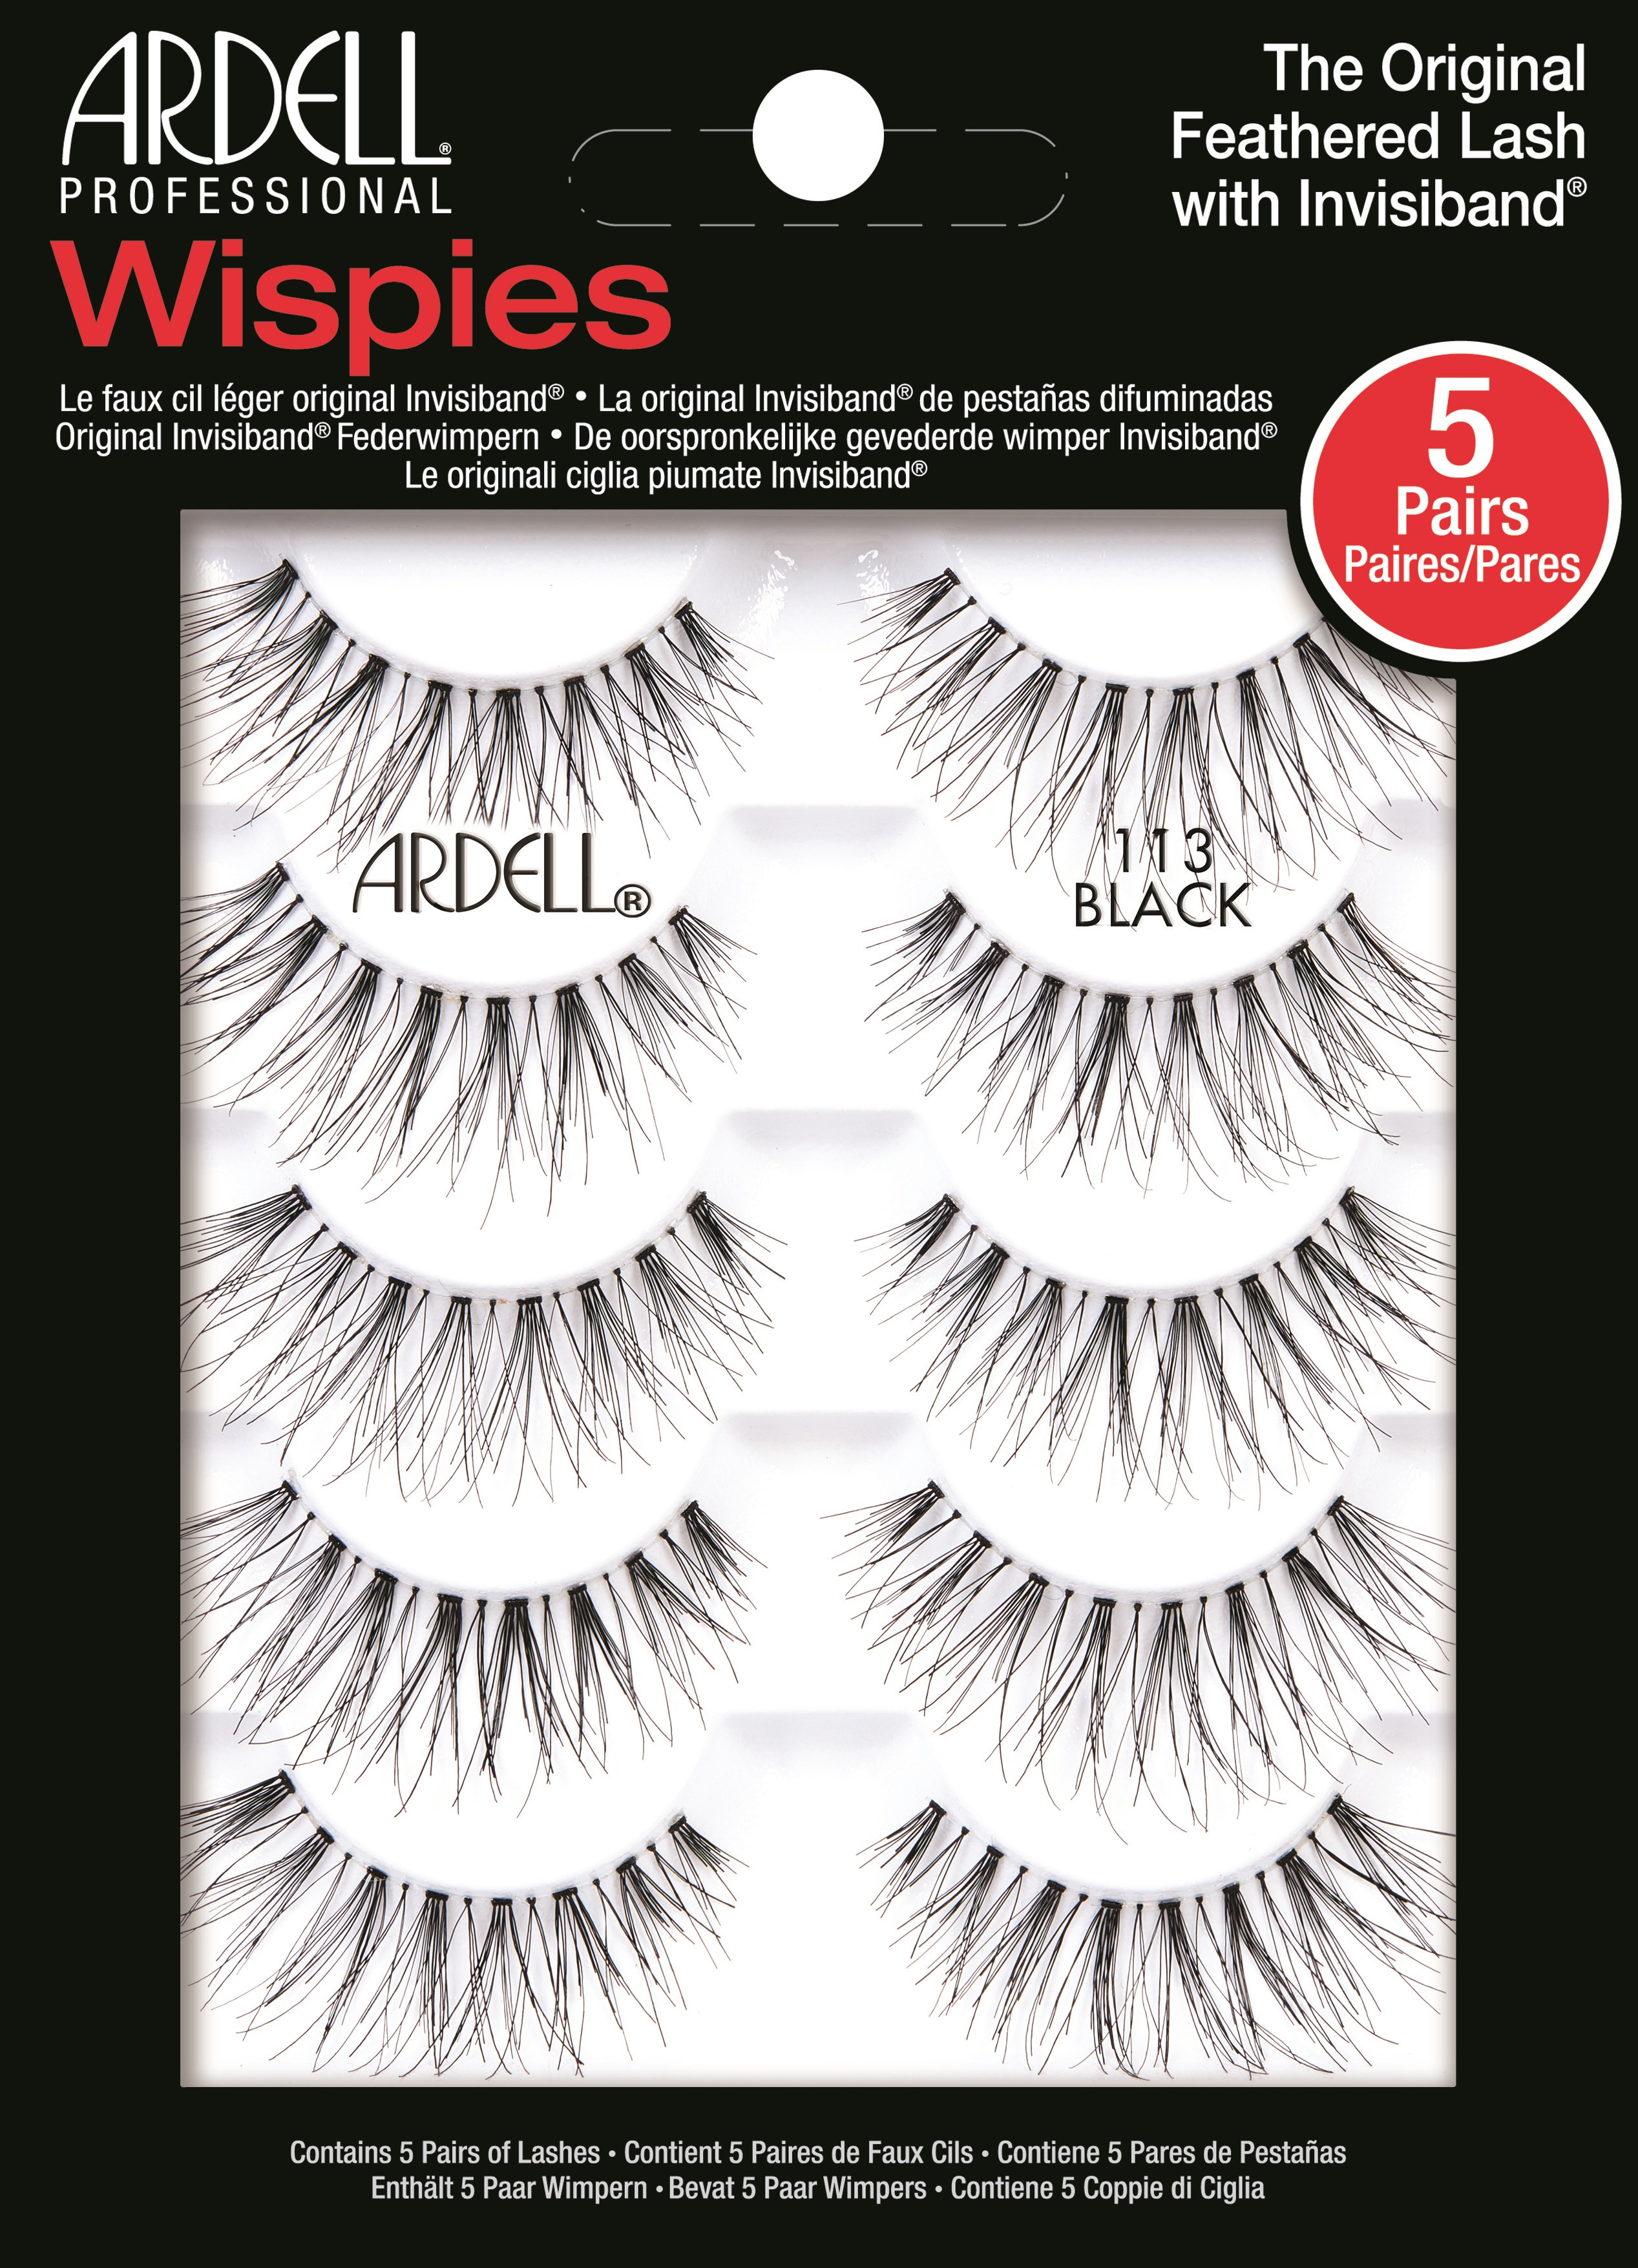 ARDELL®
PROFESSIONAL
Wispies
The Original
Feathered Lash
with Invisiband®
Le faux cil léger original Invisiband® • La original Invisiband® de pestañas difuminadas
Original Invisiband® Federwimpern • De oorspronkelijke gevederde wimper Invisiband®
Le originali ciglia piumate Invisiband®
5
Pairs
Paires/Pares
ARDELL®
113
BLACK
Contains 5 Pairs of Lashes • Contient 5 Paires de Faux Cils • Contiene 5 Pares de Pestañas
Enthält 5 Paar Wimpern • Bevat 5 Paar Wimpers • Contiene 5 Coppie di Ciglia